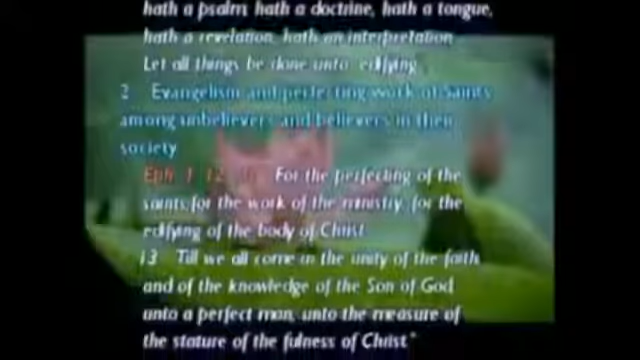 hath a psalm, hath a doctrine, hath a tongue,
hath a revelation, hath an interpretation.
Let all things be done unto edifying.
2 Evangelism and perfecting work of Saints
among unbelievers and believers in their
society
Eph 1 12 For the perfecting of the
saints, for the work of the ministry, for the
edifying of the body of Christ
13 Till we all come in the unity of the faith
and of the knowledge of the Son of God
unto a perfect man, unto the measure of
the stature of the fulness of Christ"